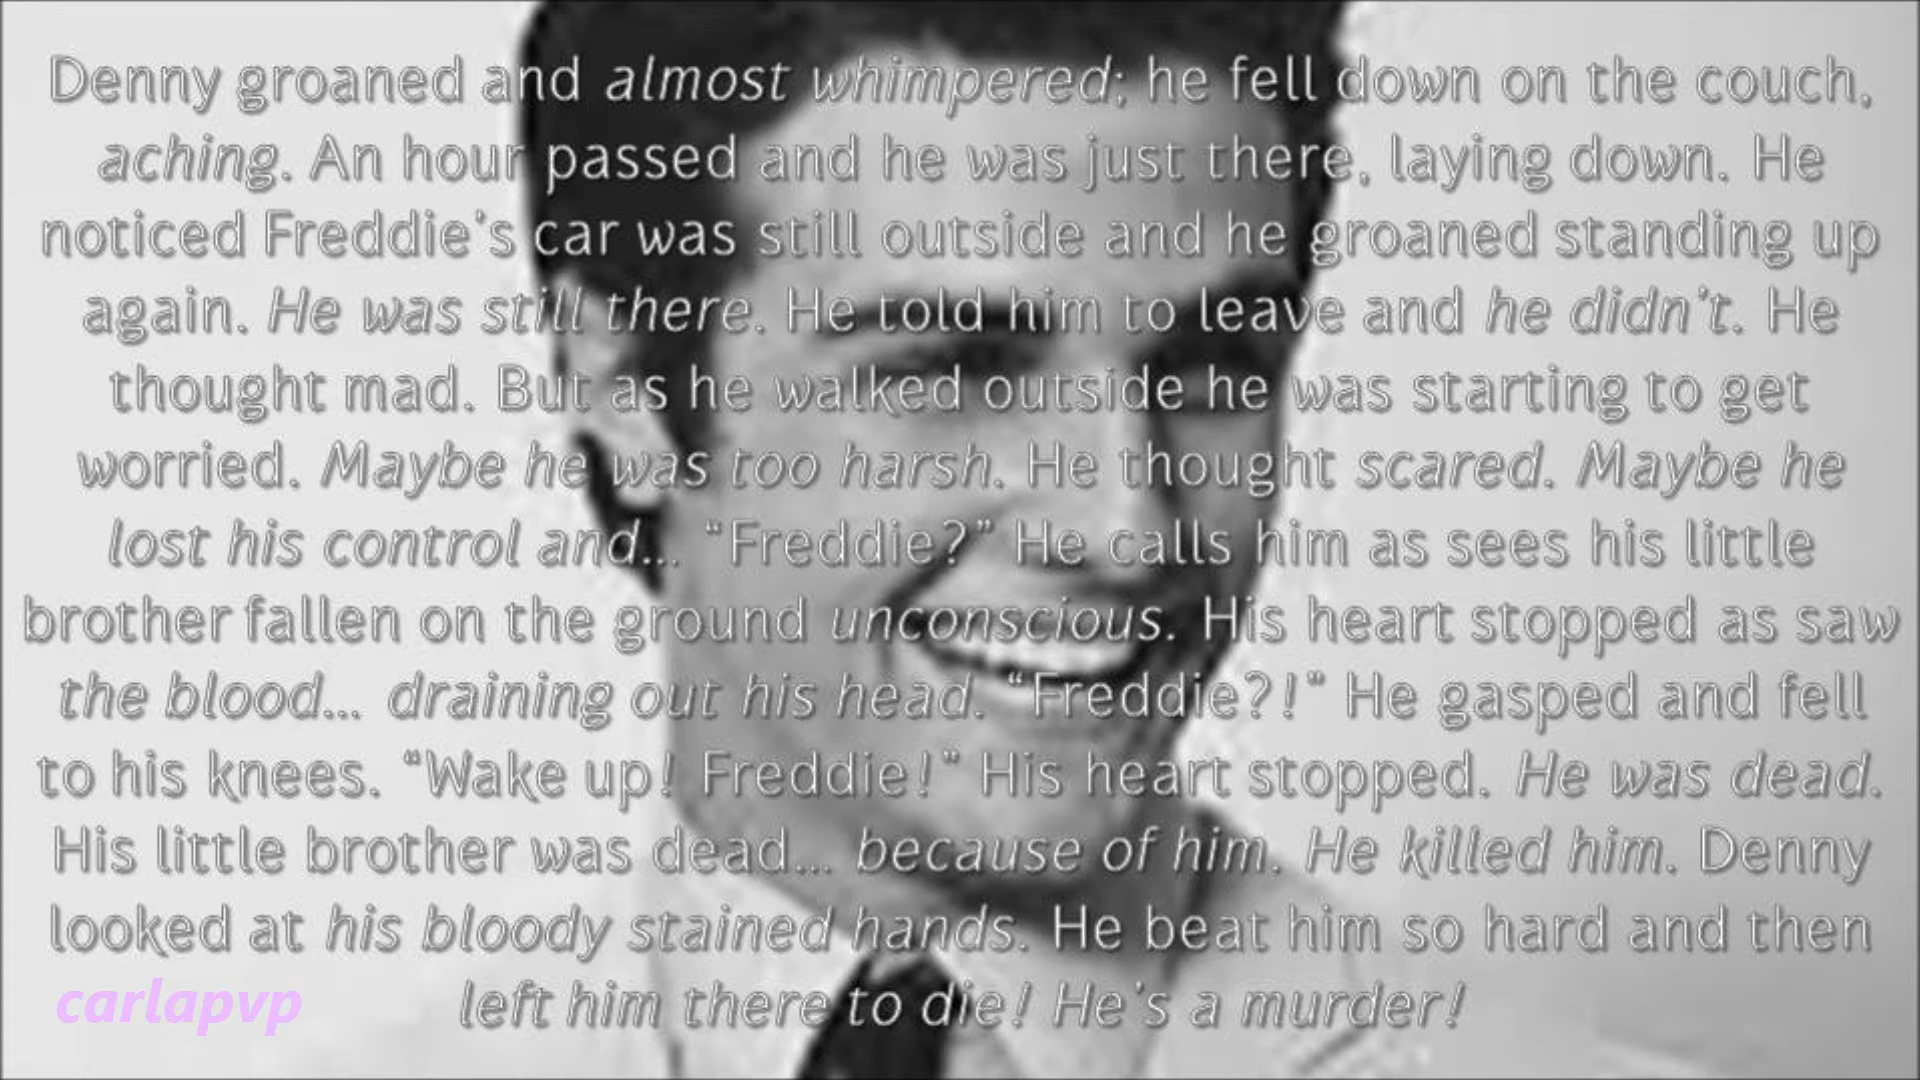 Denny groaned and almost whimpered; he fell down on the couch,
aching. An hour passed and he was just there, laying down. He
noticed Freddie's car was still outside and he groaned standing up
again. He was still there. He told him to leave and he didn't. He
thought mad. But as he walked outside he was starting to get
worried. Maybe he was too harsh. He thought scared. Maybe he
lost his control and... “Freddie?” He calls him as sees his little
brother fallen on the ground unconscious. His heart stopped as saw
the blood... draining out his head. “Freddie?!” He gasped and fell
to his knees. “Wake up! Freddie!” His heart stopped. He was dead.
His little brother was dead... because of him. He killed him. Denny
looked at his bloody stained hands. He beat him so hard and then
left him there to die! He's a murder!
carlapvp